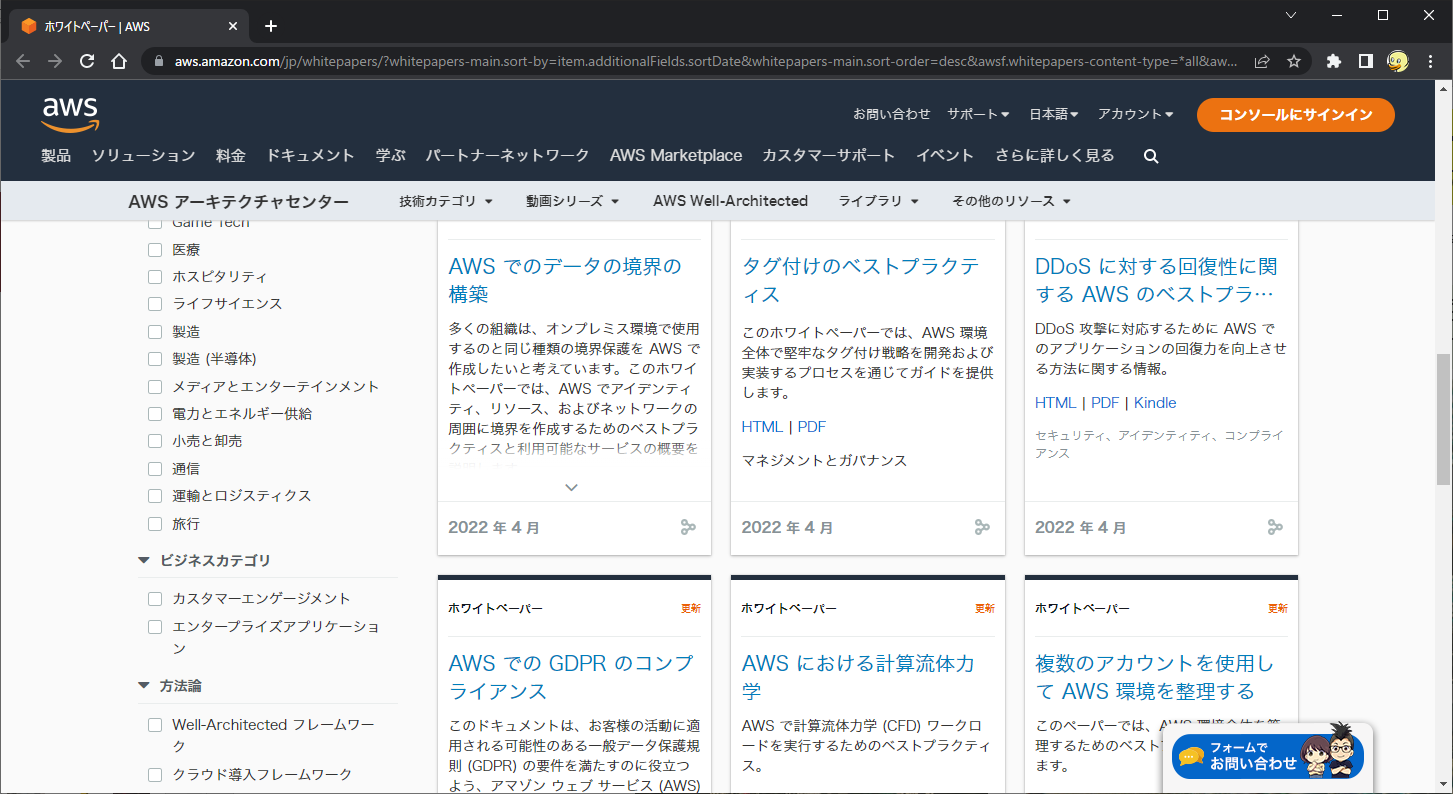 ホワイトペーパー | AWS
aws.amazon.com/jp/whitepapers/?whitepapers-main.sort-by=item.additionalFields.sortDate&whitepapers-main.sort-order=desc&awsf.whitepapers-content-type=*all&aw...
aws
お問い合わせ サポート 日本語 アカウント コンソールにサインイン
製品 ソリューション 料金 ドキュメント 学ぶ パートナーネットワーク AWS Marketplace カスタマーサポート イベント さらに詳しく見る
AWS アーキテクチャセンター 技術カテゴリ 動画シリーズ AWS Well-Architected ライブラリ その他のリソース
Game Tech
医療
ホスピタリティ
ライフサイエンス
製造
製造 (半導体)
メディアとエンターテインメント
電力とエネルギー供給
小売と卸売
通信
運輸とロジスティクス
旅行
ビジネスカテゴリ
カスタマーエンゲージメント
エンタープライズアプリケーショ
ン
方法論
Well-Architected フレームワー
ク
クラウド導入フレームワーク
AWS でのデータの境界の
構築
多くの組織は、オンプレミス環境で使用
するのと同じ種類の境界保護を AWS で
作成したいと考えています。このホワイ
トペーパーでは、AWS でアイデンティ
ティ、リソース、およびネットワークの
周囲に境界を作成するためのベストプラ
クティスと利用可能なサービスの概要を
2022 年 4 月
タグ付けのベストプラクテ
ィス
このホワイトペーパーでは、AWS 環境
全体で堅牢なタグ付け戦略を開発および
実装するプロセスを通じてガイドを提供
します。
HTML | PDF
マネジメントとガバナンス
2022 年 4 月
DDoS に対する回復性に関
する AWS のベストプラ…
DDoS 攻撃に対応するために AWS で
のアプリケーションの回復力を向上させ
る方法に関する情報。
HTML | PDF | Kindle
セキュリティ、アイデンティティ、コンプライ
アンス
2022 年 4 月
ホワイトペーパー 更新
AWS での GDPR のコンプ
ライアンス
このドキュメントは、お客様の活動に適
用される可能性のある一般データ保護規
則 (GDPR) の要件を満たすのに役立つ
よう、アマゾン ウェブ サービス (AWS)
ホワイトペーパー 更新
AWS における計算流体力
学
AWS で計算流体力学 (CFD) ワークロ
ードを実行するためのベストプラクティ
ス。
ホワイトペーパー 更新
複数のアカウントを使用し
て AWS 環境を整理する
このペーパーでは、AWS 環境全体を管
理するためのベスト
ます。
フォームで
お問い合わせ